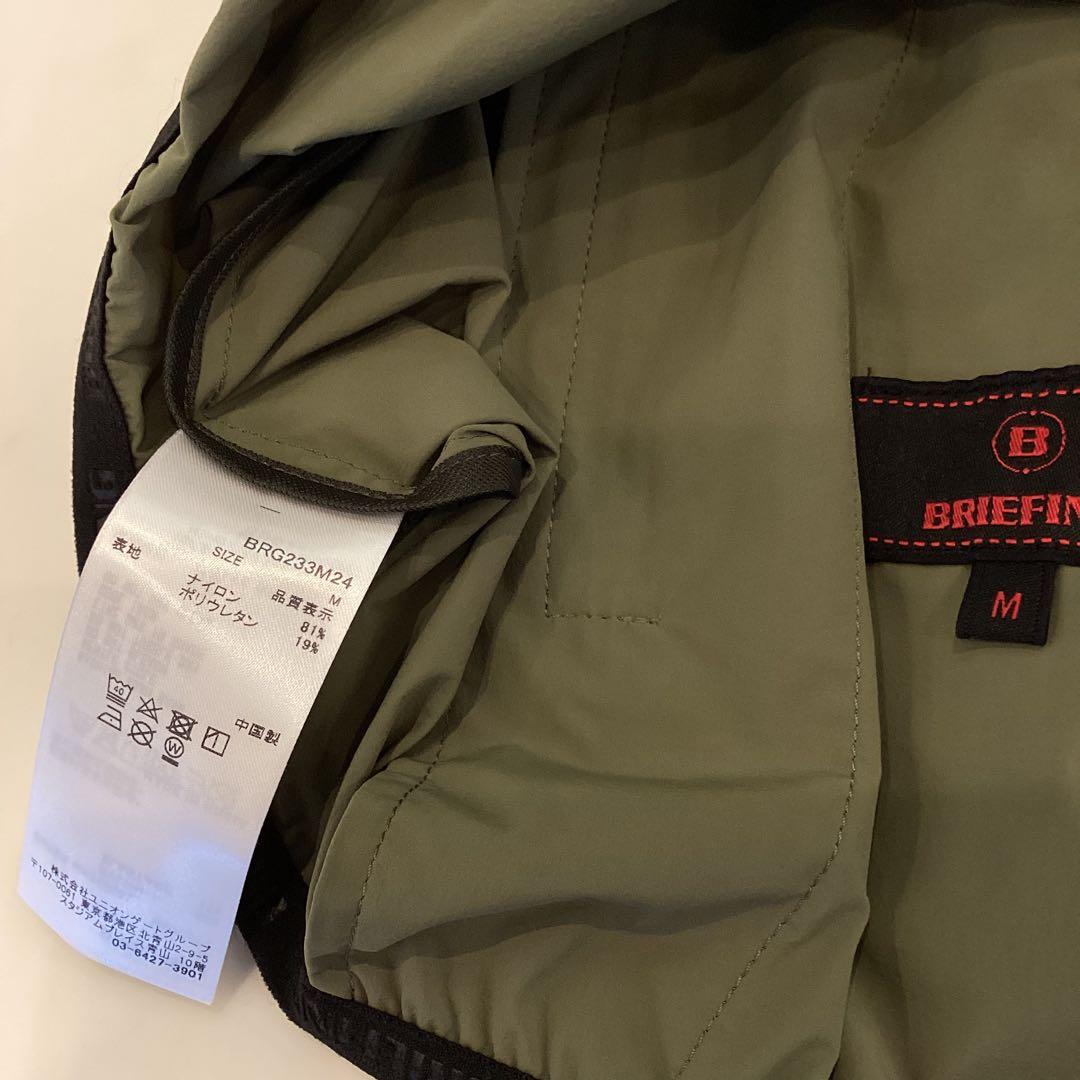 BRG233M24
SIZE M
表地 品質表示
ナイロン 81%
ポリウレタン 19%
40
W
中国製
株式会社ユニオンゲートグループ
〒107-0061 東京都港区北青山2-9-5
スタジアムプレイス青山 10階
03-6427-3901
B
BRIEFIN
M